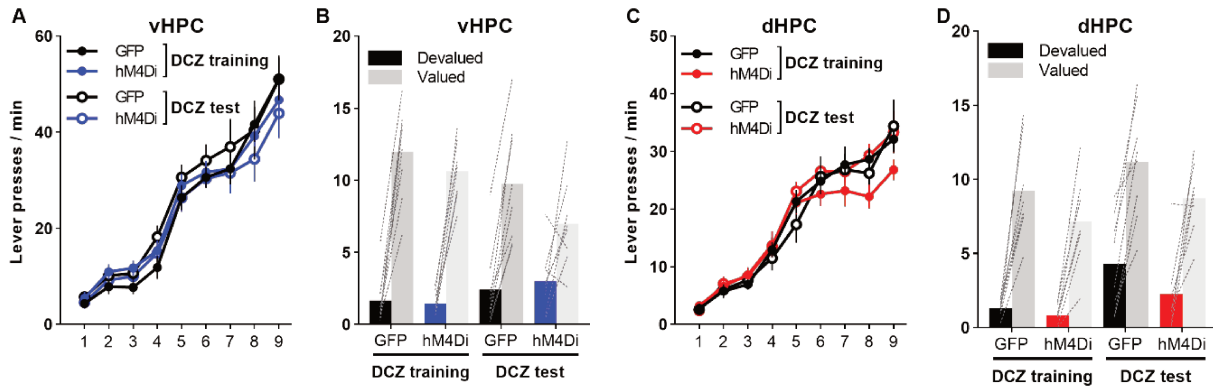 A
vHPC
Lever presses / min
60
40
20
0
GFP
hM4Di
DCZ training
GFP
hM4Di
DCZ test
1 2 3 4 5 6 7 8 9
B
vHPC
20
15
10
5
0
Devalued
Valued
GFP hM4Di GFP hM4Di
DCZ training DCZ test
C
dHPC
Lever presses / min
50
40
30
20
10
0
GFP
hM4Di
DCZ training
GFP
hM4Di
DCZ test
1 2 3 4 5 6 7 8 9
D
dHPC
20
15
10
5
0
Devalued
Valued
GFP hM4Di GFP hM4Di
DCZ training DCZ test